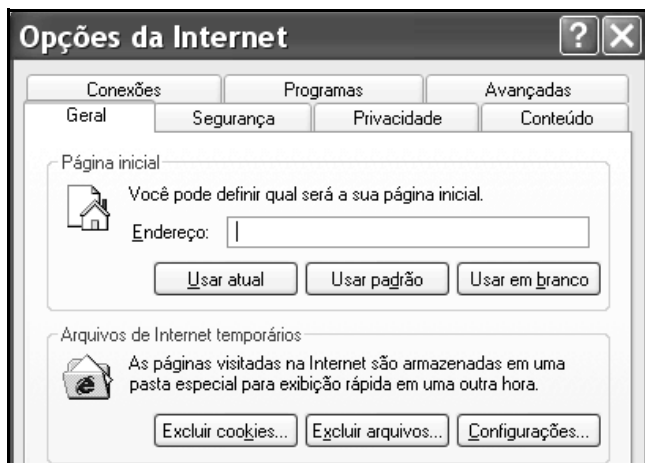 Opções da Internet
Conexões Programas Avançadas
Geral Segurança Privacidade Conteúdo
Página inicial
Você pode definir qual será a sua página inicial.
Endereço:
Usar atual Usar padrão Usar em branco
Arquivos de Internet temporários
As páginas visitadas na Internet são armazenadas em uma
pasta especial para exibição rápida em uma outra hora.
Excluir cookies... Excluir arquivos... Configurações...